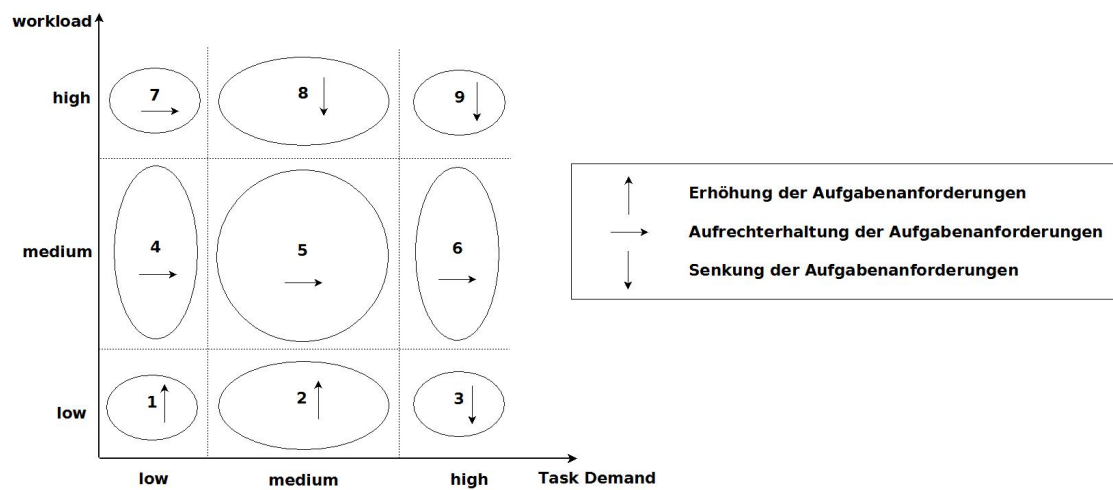 workload
high
7
8
9
medium
4
5
6
Erhöhung der Aufgabenanforderungen
Aufrechterhaltung der Aufgabenanforderungen
Senkung der Aufgabenanforderungen
low
1
2
3
low
medium
high
Task Demand